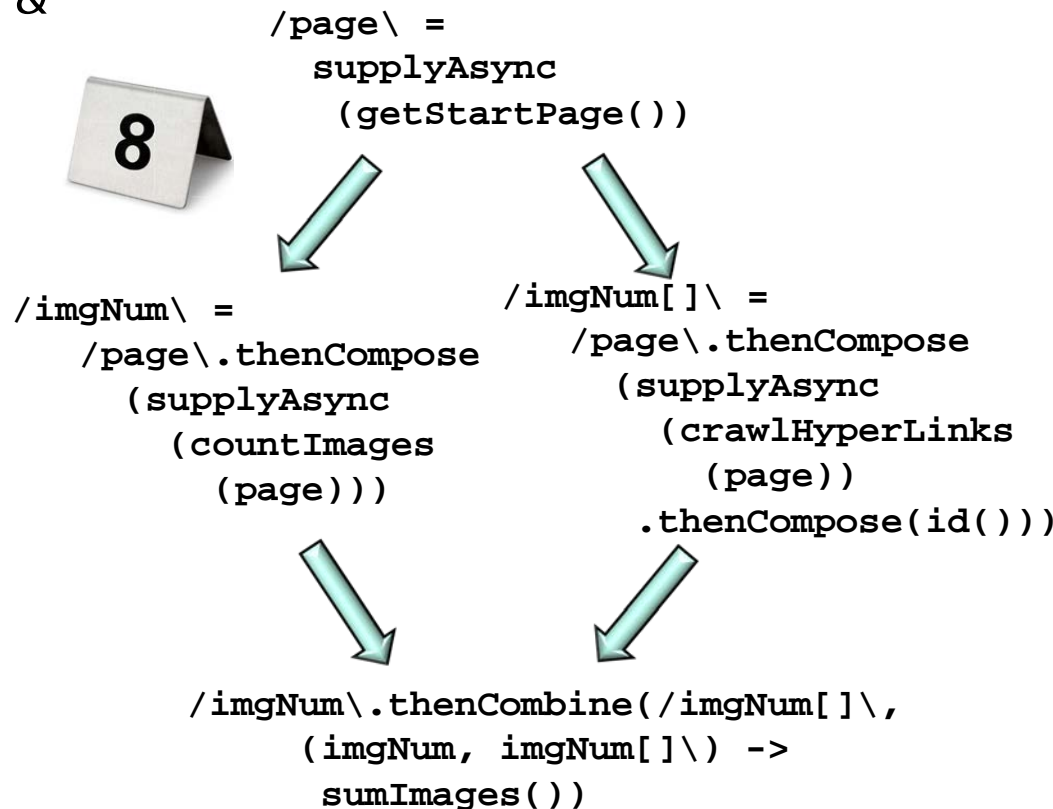 &
/page\ =
supplyAsync
(getStartPage())
8
/imgNum\ =
/page\.thenCompose
(supplyAsync
(countImages
(page)))
/imgNum[]\ =
/page\.thenCompose
(supplyAsync
(crawlHyperLinks
(page))
.thenCompose(id()))
/imgNum\.thenCombine(/imgNum[]\,
(imgNum, imgNum[]\) ->
sumImages())